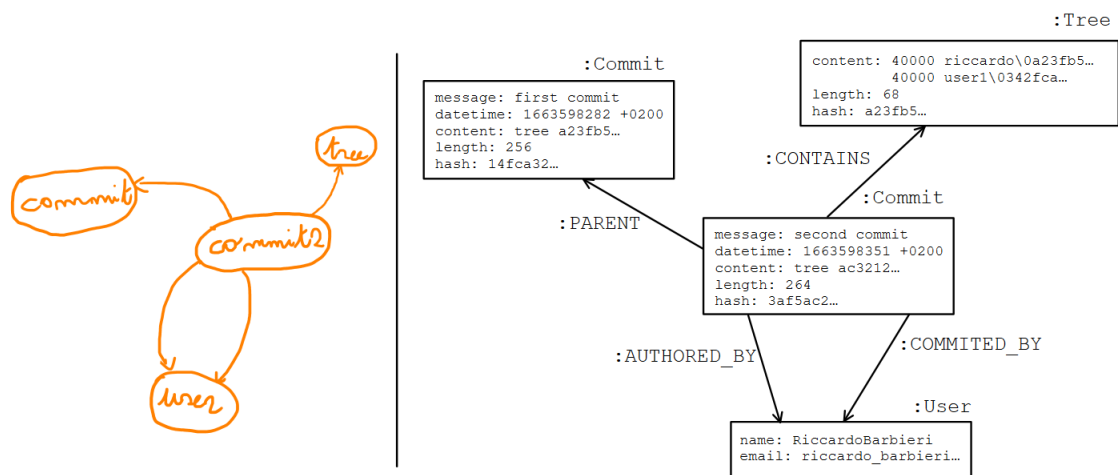 tree
commit
commit2
user
:Tree
content: 40000 riccardo\0a23fb5…
40000 user1\0342fca…
length: 68
hash: a23fb5…
:Commit
message: first commit
datetime: 1663598282 +0200
content: tree a23fb5…
length: 256
hash: 14fca32…
:CONTAINS
:Commit
:PARENT
message: second commit
datetime: 1663598351 +0200
content: tree ac3212…
length: 264
hash: 3af5ac2…
:AUTHORED_BY
:COMMITED_BY
:User
name: RiccardoBarbieri
email: riccardo_barbieri…